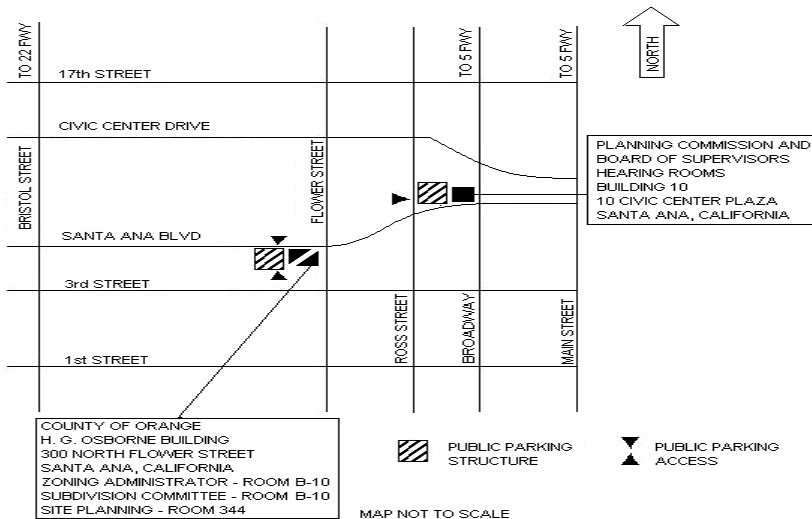 TO 22 FWY
TO 5 FWY
TO 5 FWY
NORTH
17th STREET
CIVIC CENTER DRIVE
BRISTOL STREET
FLOWER STREET
PLANNING COMMISSION AND
BOARD OF SUPERVISORS
HEARING ROOMS
BUILDING 10
10 CIVIC CENTER PLAZA
SANTA ANA, CALIFORNIA
SANTA ANA BLVD
3rd STREET
ROSS STREET
BROADWAY
MAIN STREET
1st STREET
COUNTY OF ORANGE
H. G. OSBORNE BUILDING
300 NORTH FLOWER STREET
SANTA ANA, CALIFORNIA
ZONING ADMINISTRATOR - ROOM B-10
SUBDIVISION COMMITTEE - ROOM B-10
SITE PLANNING - ROOM 344
PUBLIC PARKING
STRUCTURE
PUBLIC PARKING
ACCESS
MAP NOT TO SCALE